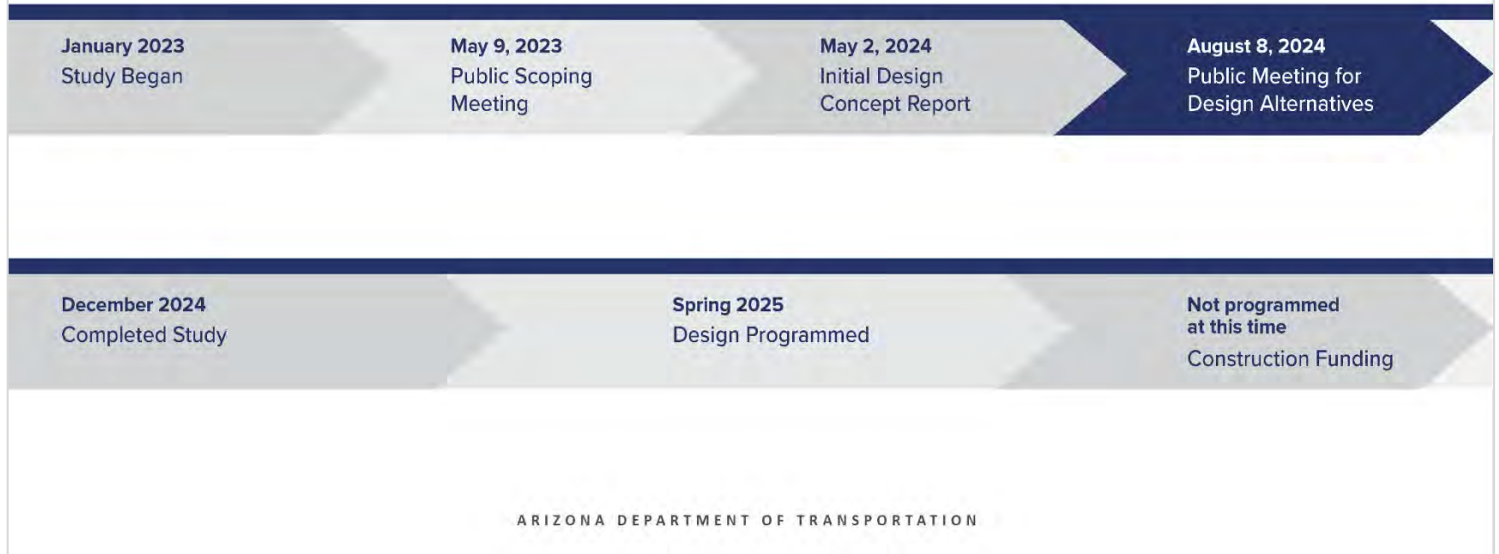 January 2023
Study Began
May 9, 2023
Public Scoping
Meeting
May 2, 2024
Initial Design
Concept Report
August 8, 2024
Public Meeting for
Design Alternatives
December 2024
Completed Study
Spring 2025
Design Programmed
Not programmed
at this time
Construction Funding
ARIZONA DEPARTMENT OF TRANSPORTATION